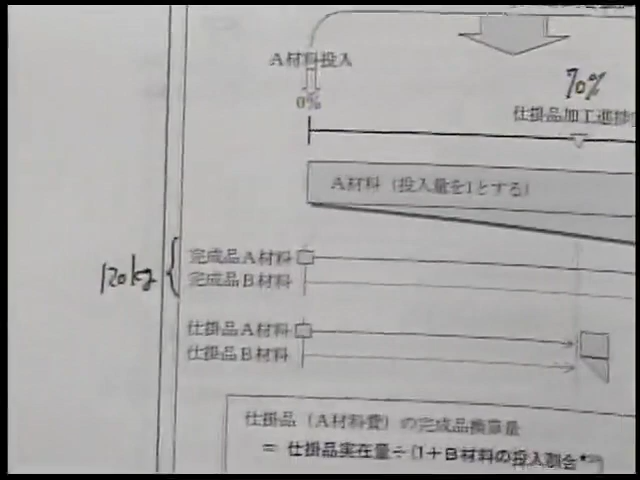 A材料投入
0%
70%
仕掛品加工進捗
A材料（投入量を1とする）
完成品A材料
完成品B材料
120kg
仕掛品A材料
仕掛品B材料
仕掛品（A材料費）の完成品換算量
＝ 仕掛品実在量÷(1＋B材料の投入割合*